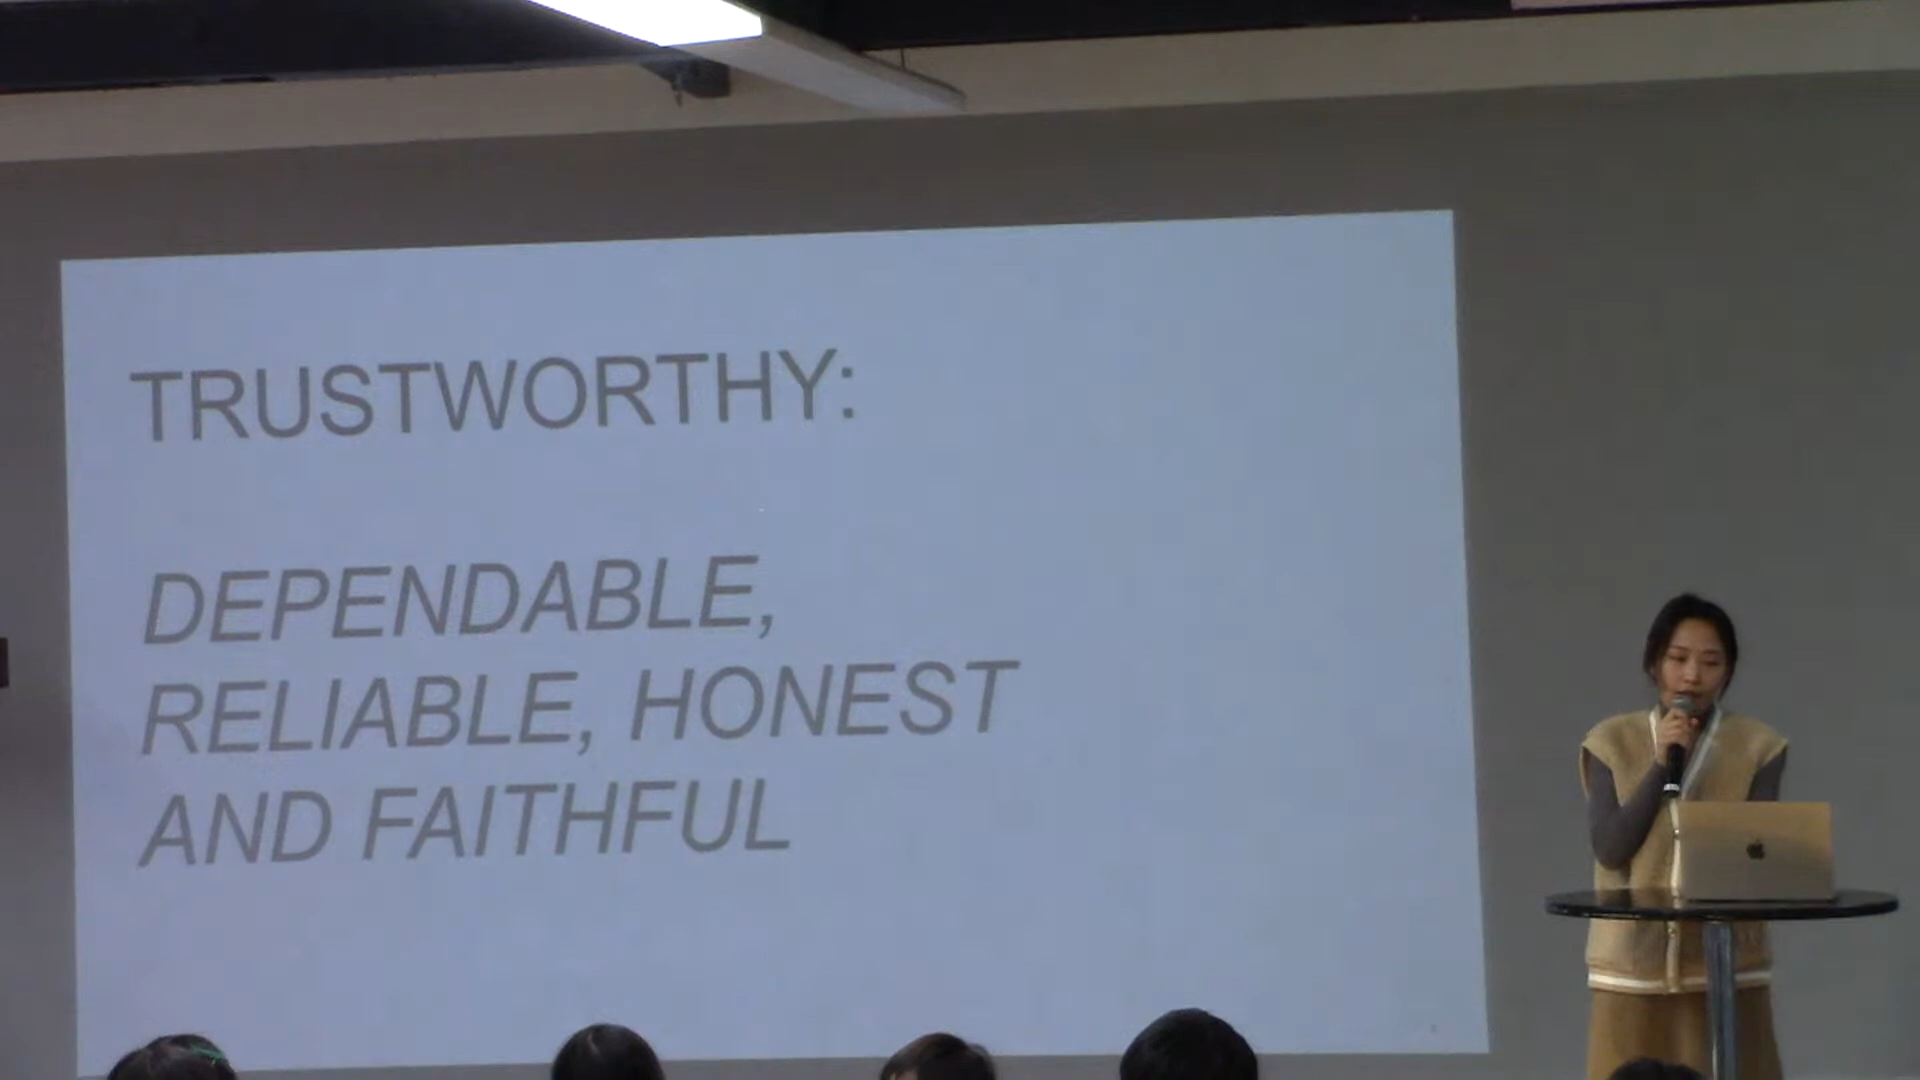 TRUSTWORTHY:
DEPENDABLE,
RELIABLE, HONEST
AND FAITHFUL